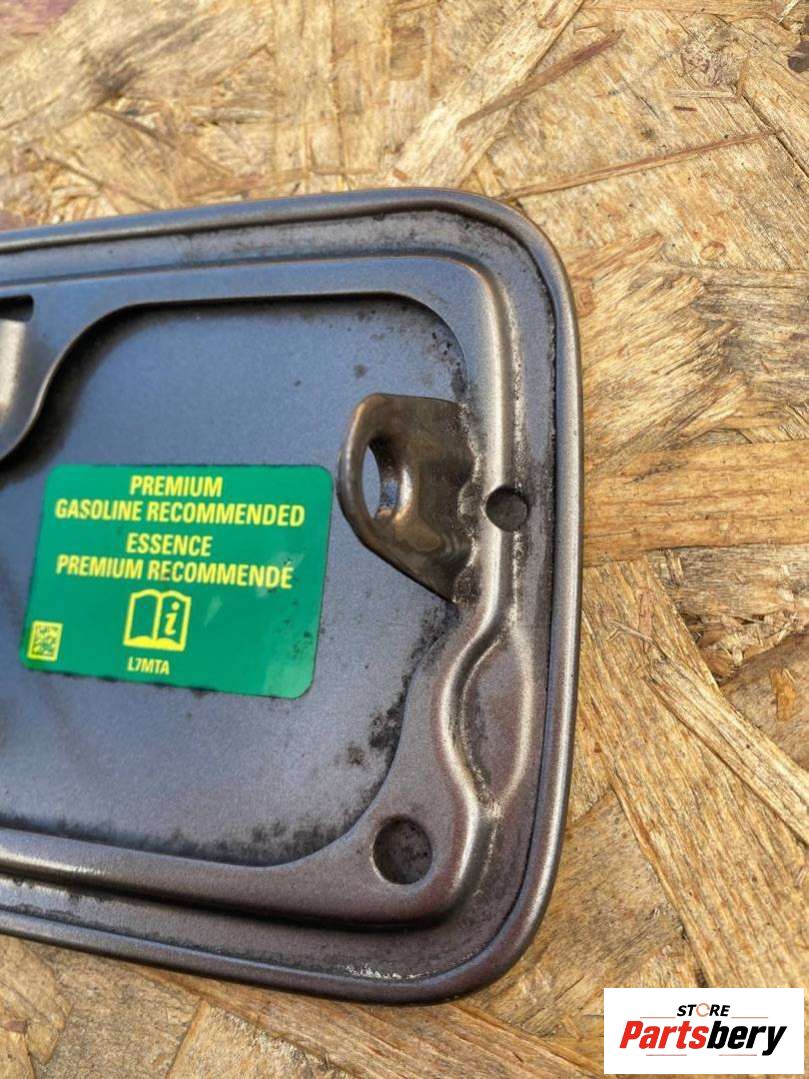 PREMIUM
GASOLINE RECOMMENDED
ESSENCE
PREMIUM RECOMMENDÉ
i
L7MTA
STORE
Partsbery